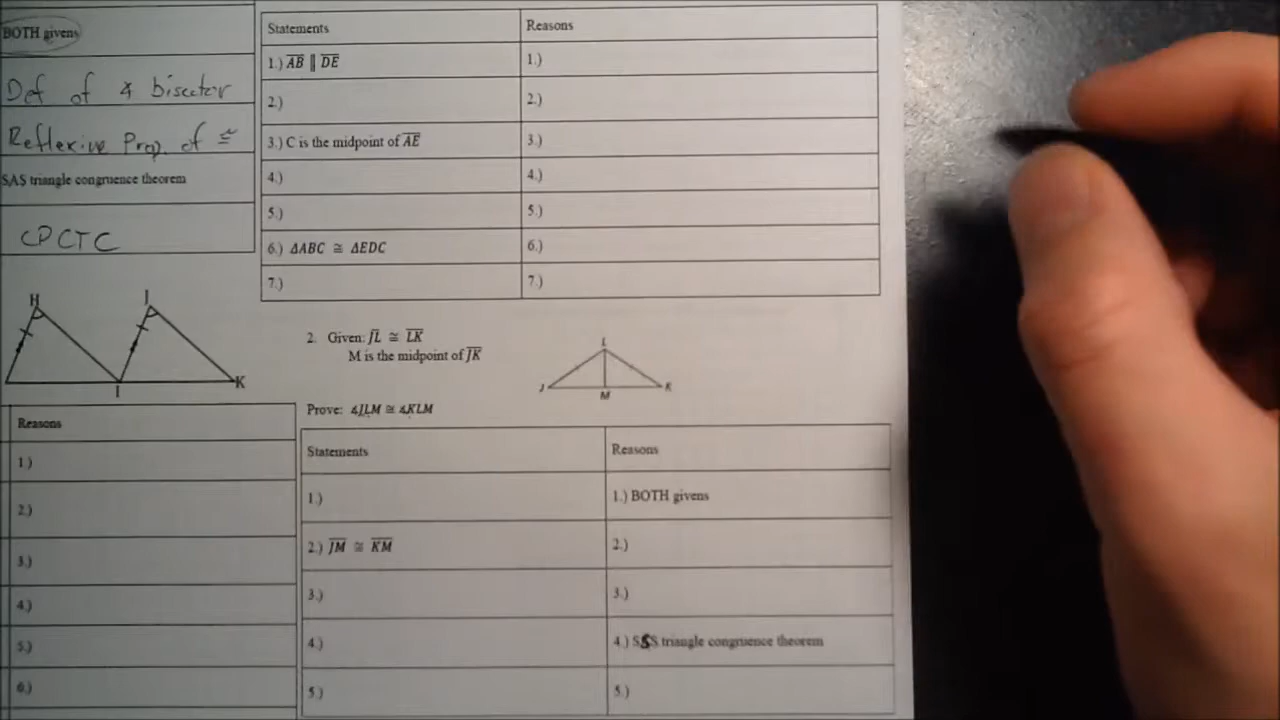 BOTH givens
Def of ∡ bisector
Reflexive Prop. of ≅
SAS triangle congruence theorem
CPCTC
Statements Reasons
1.) AB ∥ DE 1.)
2.) 2.)
3.) C is the midpoint of AE 3.)
4.) 4.)
5.) 5.)
6.) ΔABC ≅ ΔEDC 6.)
7.) 7.)
H J
I K
Reasons
1.)
2.)
3.)
4.)
5.)
6.)
2. Given: JL ≅ LK
M is the midpoint of JK
L
J K
M
Prove: ∡JLM ≅ ∡KLM
Statements Reasons
1.) 1.) BOTH givens
2.) JM ≅ KM 2.)
3.) 3.)
4.) 4.) SSS triangle congruence theorem
5.) 5.)